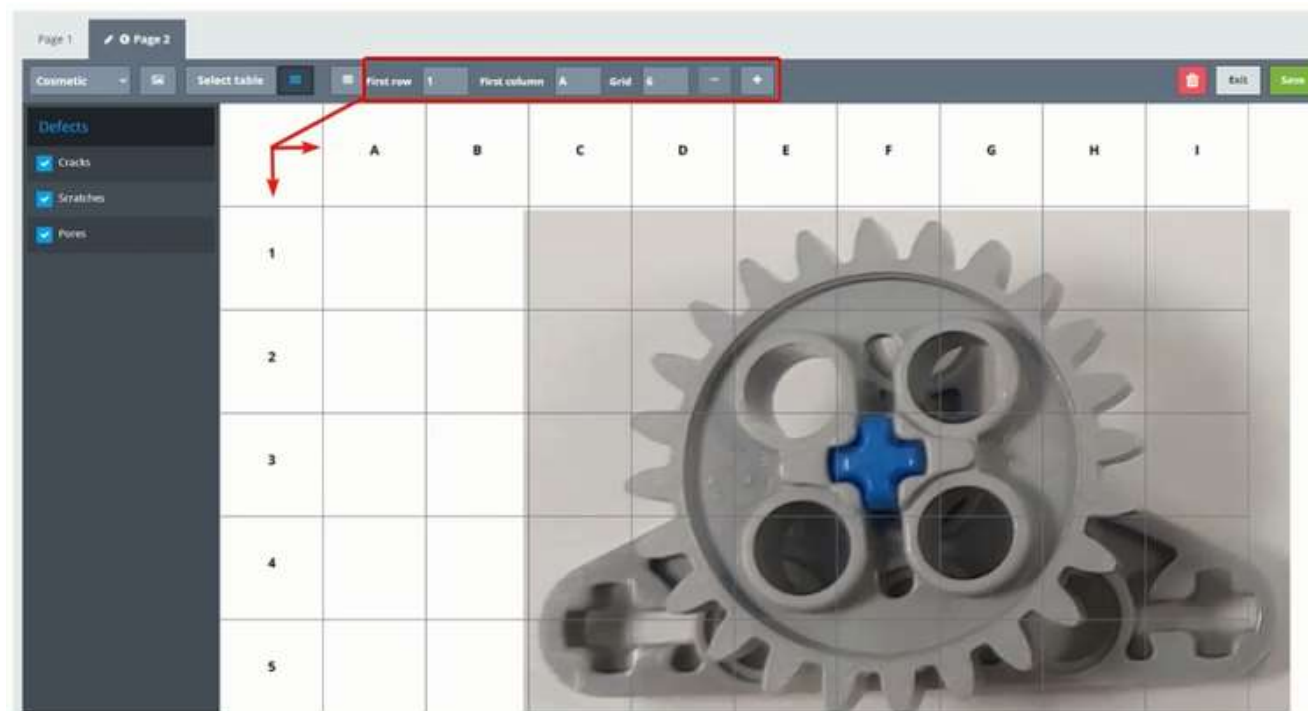 Page 1
Page 2
Cosmetic
Select table
First row 1 First column A Grid 6 - +
Exit
Save
Defects
Cracks
Scratches
Pores
A B C D E F G H I
1
2
3
4
5